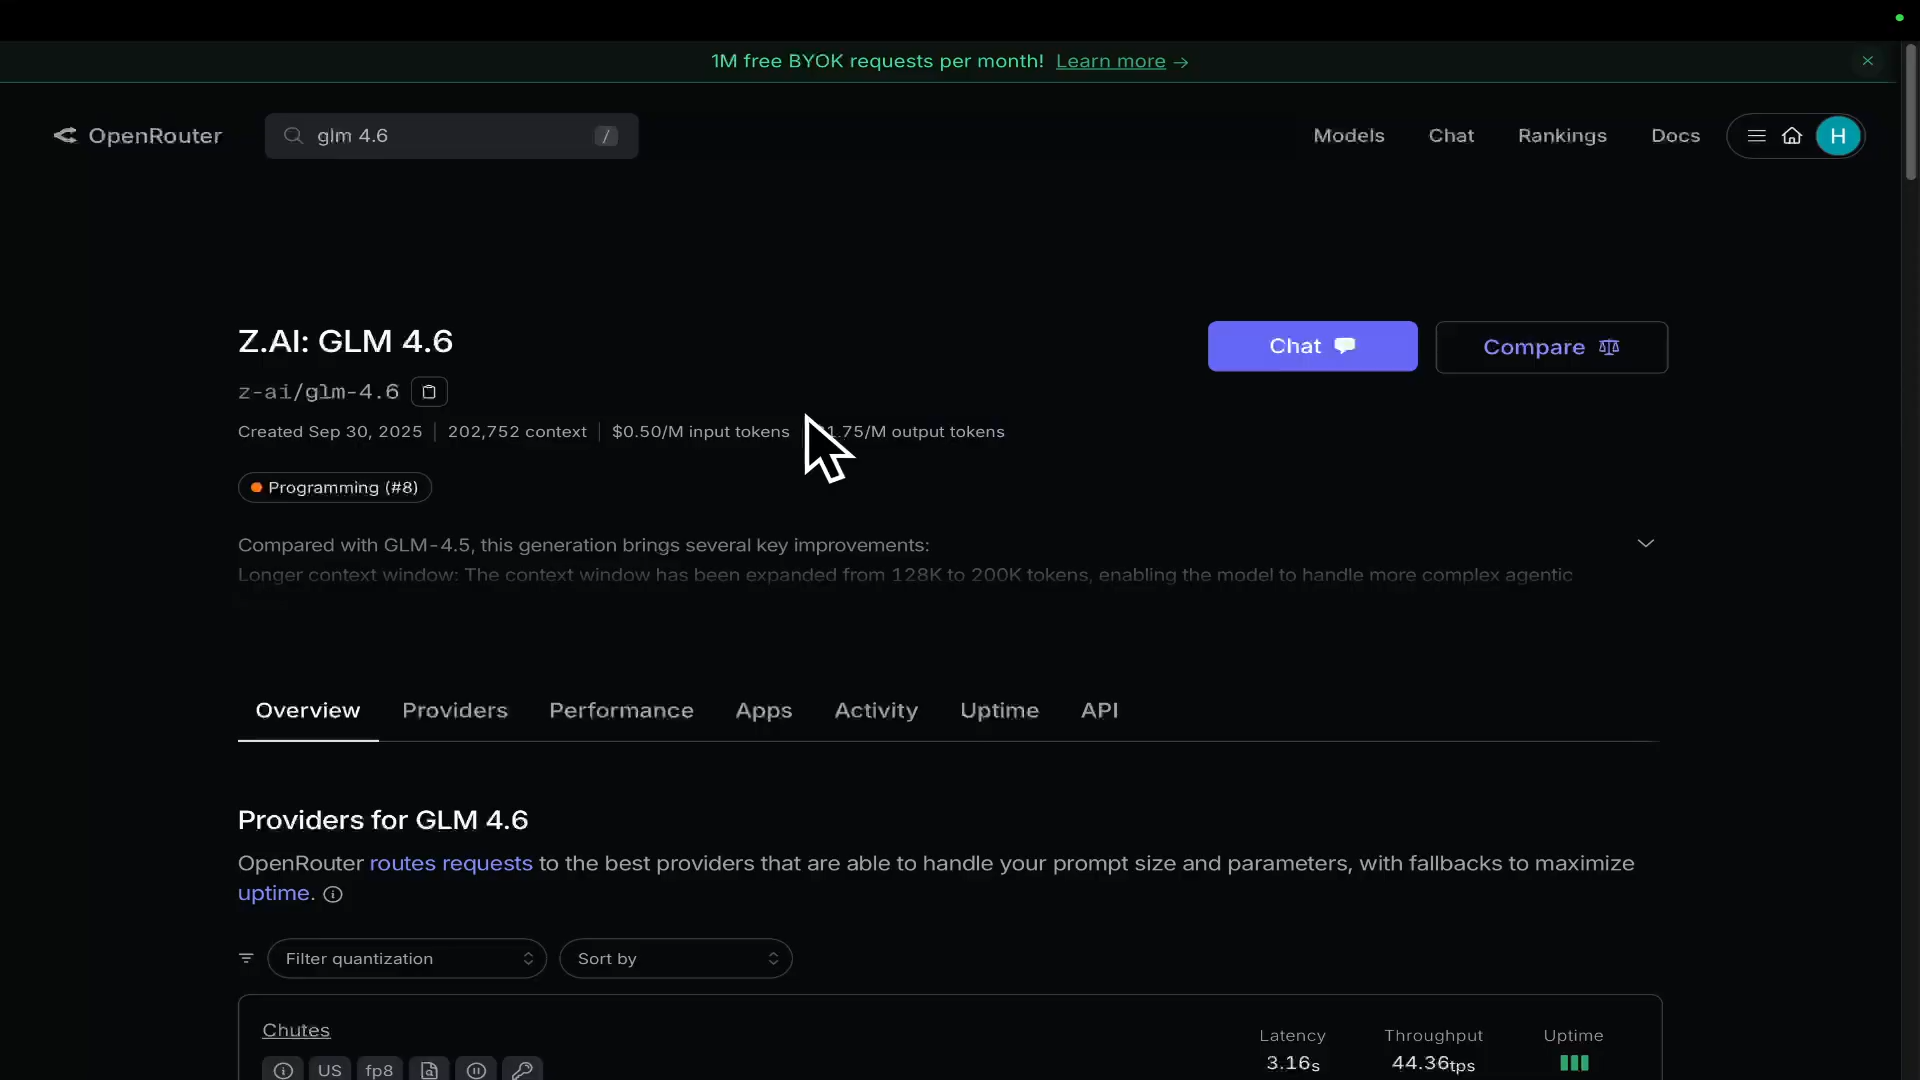 1M free BYOK requests per month! Learn more →
OpenRouter
glm 4.6
/
Models
Chat
Rankings
Docs
H
Z.AI: GLM 4.6
Chat
Compare
z-ai/glm-4.6
Created Sep 30, 2025 | 202,752 context | $0.50/M input tokens
1.75/M output tokens
Programming (#8)
Compared with GLM-4.5, this generation brings several key improvements:
Longer context window: The context window has been expanded from 128K to 200K tokens, enabling the model to handle more complex agentic
Overview
Providers
Performance
Apps
Activity
Uptime
API
Providers for GLM 4.6
OpenRouter routes requests to the best providers that are able to handle your prompt size and parameters, with fallbacks to maximize
uptime.
Filter quantization
Sort by
Chutes
Latency
Throughput
Uptime
US
fp8
3.16s
44.36tps